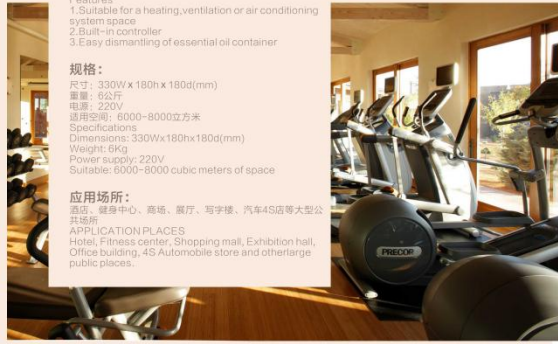 Features
1.Suitable for a heating,ventilation or air conditioning
system space
2.Built-in controller
3.Easy dismantling of essential oil container
规格：
尺寸：330W x 180h x 180d(mm)
重量：6公斤
电源：220V
适用空间：6000-8000立方米
Specifications
Dimensions: 330Wx180hx180d(mm)
Weight: 6Kg
Power supply: 220V
Suitable: 6000-8000 cubic meters of space
应用场所：
酒店、健身中心、商场、展厅、写字楼、汽车4S店等大型公
共场所
APPLICATION PLACES
Hotel, Fitness center, Shopping mall, Exhibition hall,
Office building, 4S Automobile store and otherlarge
public places.
PRECOR